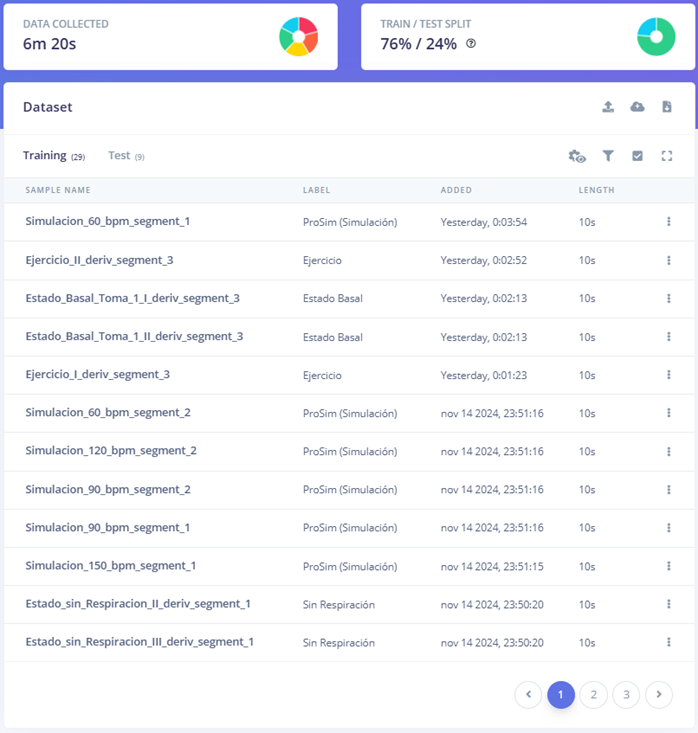 DATA COLLECTED
6m 20s
TRAIN / TEST SPLIT
76% / 24%
Dataset
Training (29) Test (9)
SAMPLE NAME LABEL ADDED LENGTH
Simulacion_60_bpm_segment_1 ProSim (Simulación) Yesterday, 0:03:54 10s
Ejercicio_II_deriv_segment_3 Ejercicio Yesterday, 0:02:52 10s
Estado_Basal_Toma_1_I_deriv_segment_3 Estado Basal Yesterday, 0:02:13 10s
Estado_Basal_Toma_1_II_deriv_segment_3 Estado Basal Yesterday, 0:02:13 10s
Ejercicio_I_deriv_segment_3 Ejercicio Yesterday, 0:01:23 10s
Simulacion_60_bpm_segment_2 ProSim (Simulación) nov 14 2024, 23:51:16 10s
Simulacion_120_bpm_segment_2 ProSim (Simulación) nov 14 2024, 23:51:16 10s
Simulacion_90_bpm_segment_2 ProSim (Simulación) nov 14 2024, 23:51:16 10s
Simulacion_90_bpm_segment_1 ProSim (Simulación) nov 14 2024, 23:51:16 10s
Simulacion_150_bpm_segment_1 ProSim (Simulación) nov 14 2024, 23:51:15 10s
Estado_sin_Respiracion_II_deriv_segment_1 Sin Respiración nov 14 2024, 23:50:20 10s
Estado_sin_Respiracion_III_deriv_segment_1 Sin Respiración nov 14 2024, 23:50:20 10s
1 2 3